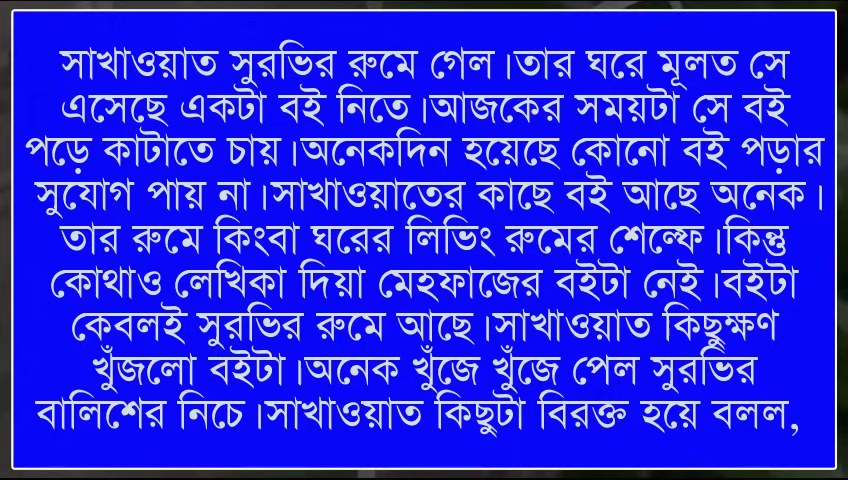 সাখাওয়াত সুরভির রুমে গেল।তার ঘরে মূলত সে
এসেছে একটা বই নিতে।আজকের সময়টা সে বই
পড়ে কাটাতে চায়।অনেকদিন হয়েছে কোনো বই পড়ার
সুযোগ পায় না।সাখাওয়াতের কাছে বই আছে অনেক।
তার রুমে কিংবা ঘরের লিভিং রুমের শেল্ফে।কিন্তু
কোথাও লেখিকা দিয়া মেহফাজের বইটা নেই।বইটা
কেবলই সুরভির রুমে আছে।সাখাওয়াত কিছুক্ষণ
খুঁজলো বইটা।অনেক খুঁজে খুঁজে পেল সুরভির
বালিশের নিচে।সাখাওয়াত কিছুটা বিরক্ত হয়ে বলল,